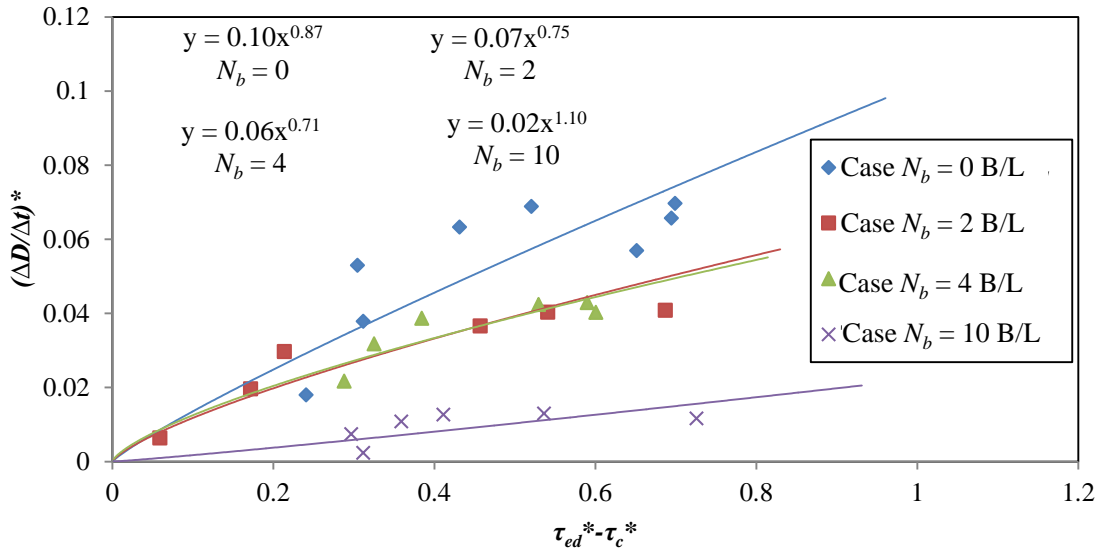 0.12
0.1
0.08
0.06
0.04
0.02
0
(ΔD/Δt)*
y = 0.10x^0.87
N_b = 0
y = 0.07x^0.75
N_b = 2
y = 0.06x^0.71
N_b = 4
y = 0.02x^1.10
N_b = 10
Case N_b = 0 B/L
Case N_b = 2 B/L
Case N_b = 4 B/L
Case N_b = 10 B/L
0 0.2 0.4 0.6 0.8 1 1.2
τ_ed*-τ_c*